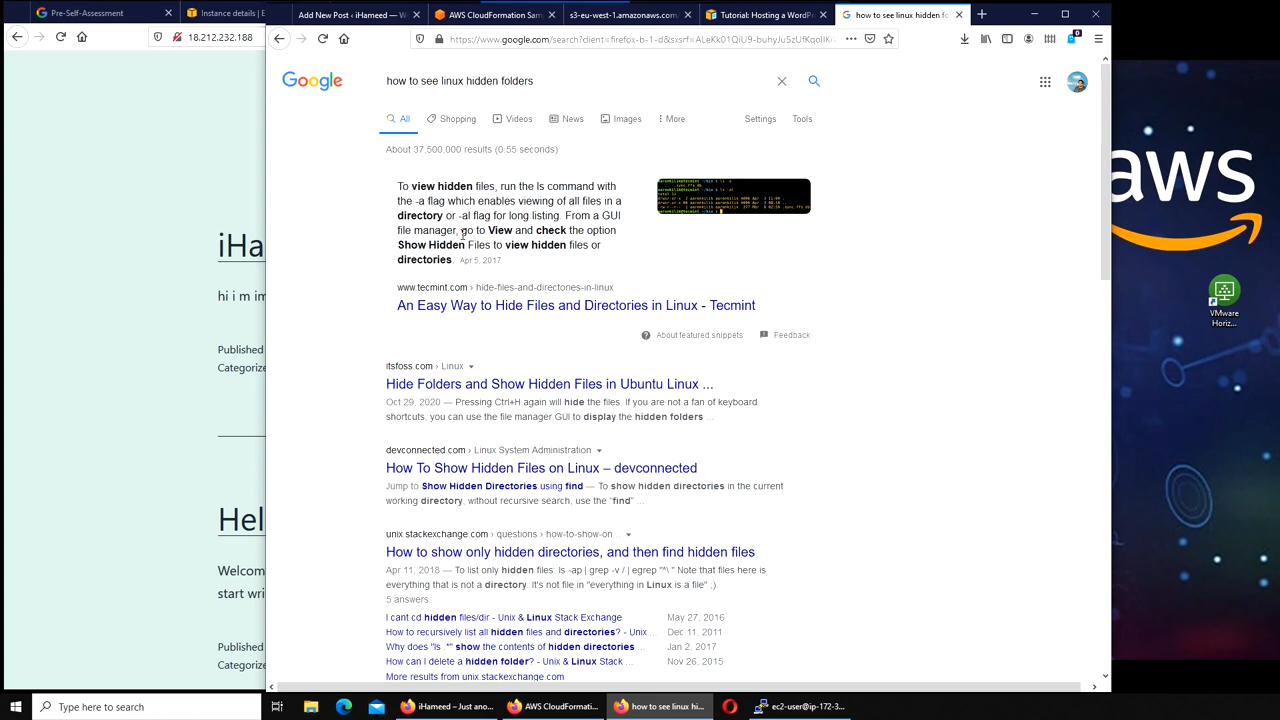 Pre-Self-Assessment
Instance details | E
Add New Post ‹ iHameed — W
AWS CloudFormation Sam
s3-eu-west-1.amazonaws.com/
Tutorial: Hosting a WordPr
how to see linux hidden fo
18.212.232.188
https://www.google.com/search?client=firefox-b-1-d&sxsrf=
Google
how to see linux hidden folders
All
Shopping
Videos
News
Images
More
Settings
Tools
About 37,500,000 results (0.55 seconds)
To view hidden files, run the ls command with
the -a flag which enables viewing of all files in a
directory or -al flag for long listing. From a GUI
file manager, go to View and check the option
Show Hidden Files to view hidden files or
directories. Apr 5, 2017
www.tecmint.com › hide-files-and-directories-in-linux
An Easy Way to Hide Files and Directories in Linux - Tecmint
About featured snippets
Feedback
itsfoss.com › Linux
Hide Folders and Show Hidden Files in Ubuntu Linux ...
Oct 29, 2020 — Pressing Ctrl+H again will hide the files. If you are not a fan of keyboard
shortcuts, you can use the file manager GUI to display the hidden folders ...
devconnected.com › Linux System Administration
How To Show Hidden Files on Linux – devconnected
Jump to Show Hidden Directories using find — To show hidden directories in the current
working directory, without recursive search, use the “find” ...
unix.stackexchange.com › questions › how-to-show-on...
How to show only hidden directories, and then find hidden files
Apr 11, 2018 — To list only hidden files. ls -ap | grep -v / | egrep "^\ " Note that files here is
everything that is not a directory. It's not file in "everything in Linux is a file" ;).
5 answers
I cant cd hidden files/dir - Unix & Linux Stack Exchange
May 27, 2016
How to recursively list all hidden files and directories? - Unix ...
Dec 11, 2011
Why does "ls .*" show the contents of hidden directories ...
Jan 2, 2017
How can I delete a hidden folder? - Unix & Linux Stack ...
Nov 26, 2015
More results from unix.stackexchange.com
iHa
hi i m im
Published
Categorize
Hel
Welcom
start wri
Published
Categorize
aws
VMware
Horiz...
Type here to search
iHameed – Just ano...
AWS CloudFormati...
how to see linux hi...
ec2-user@ip-172-3...